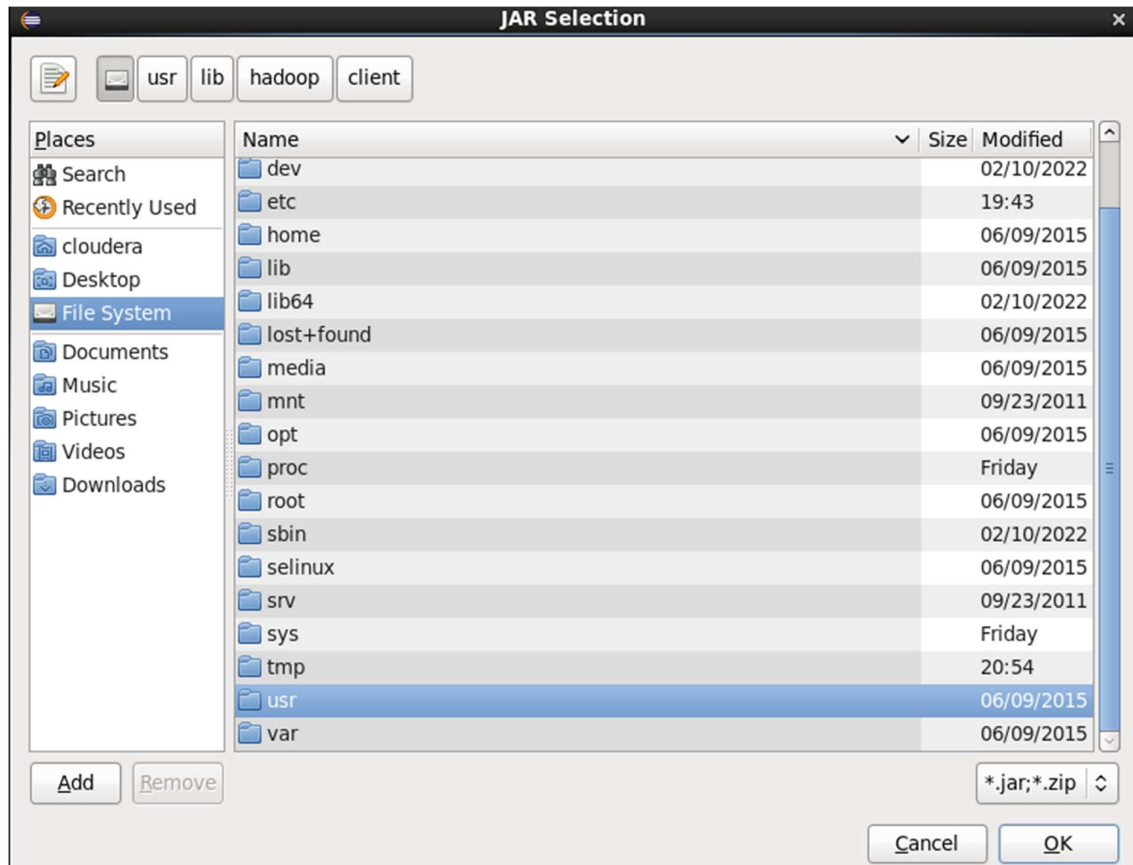 JAR Selection
usr lib hadoop client
Places
Search
Recently Used
cloudera
Desktop
File System
Documents
Music
Pictures
Videos
Downloads
Name Size Modified
dev 02/10/2022
etc 19:43
home 06/09/2015
lib 06/09/2015
lib64 02/10/2022
lost+found 06/09/2015
media 06/09/2015
mnt 09/23/2011
opt 06/09/2015
proc Friday
root 06/09/2015
sbin 02/10/2022
selinux 06/09/2015
srv 09/23/2011
sys Friday
tmp 20:54
usr 06/09/2015
var 06/09/2015
Add Remove *.jar;*.zip
Cancel OK